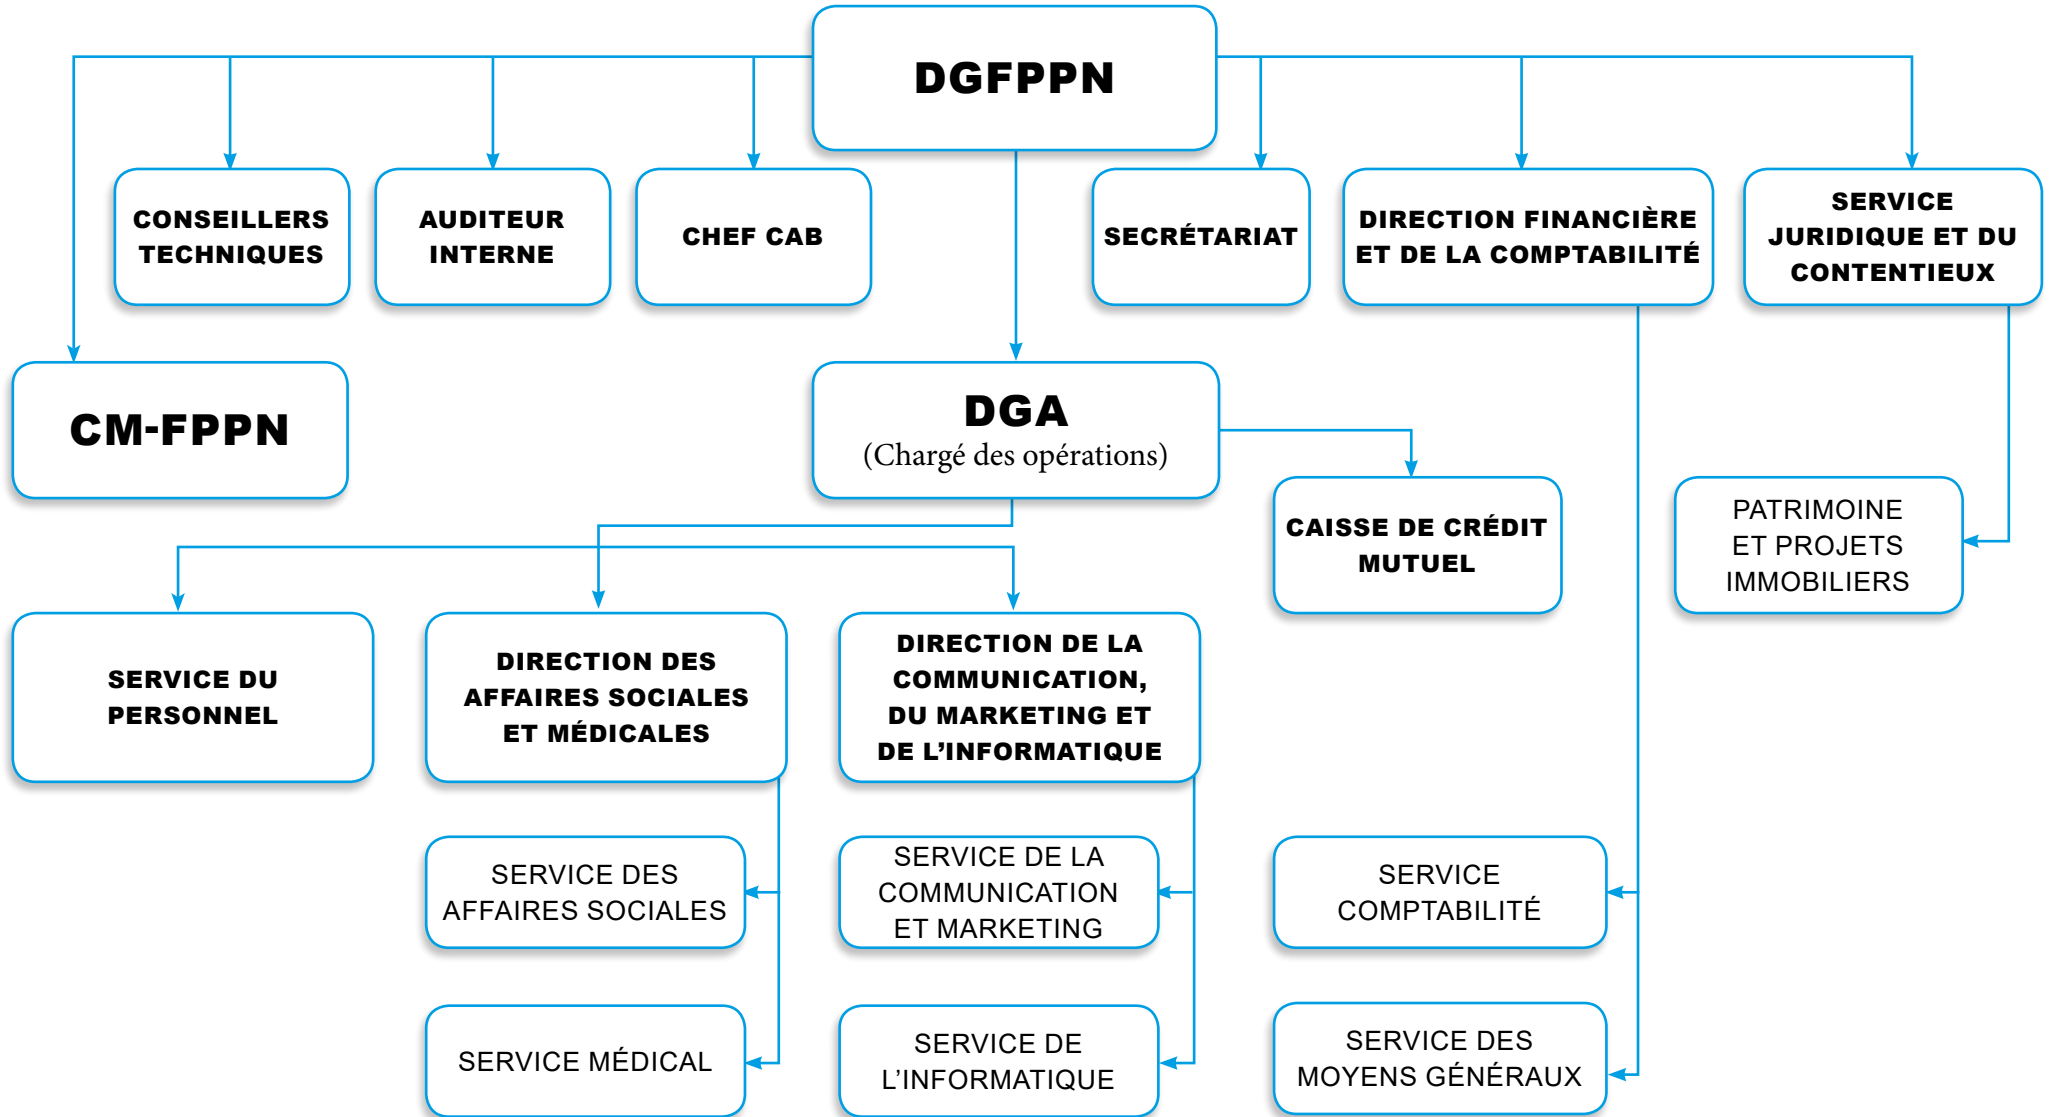 DGFPPN
CONSEILLERS
TECHNIQUES
AUDITEUR
INTERNE
CHEF CAB
SECRÉTARIAT
DIRECTION FINANCIÈRE
ET DE LA COMPTABILITÉ
SERVICE
JURIDIQUE ET DU
CONTENTIEUX
CM-FPPN
DGA
(Chargé des opérations)
CAISSE DE CRÉDIT
MUTUEL
PATRIMOINE
ET PROJETS
IMMOBILIERS
SERVICE DU
PERSONNEL
DIRECTION DES
AFFAIRES SOCIALES
ET MÉDICALES
DIRECTION DE LA
COMMUNICATION,
DU MARKETING ET
DE L’INFORMATIQUE
SERVICE DES
AFFAIRES SOCIALES
SERVICE DE LA
COMMUNICATION
ET MARKETING
SERVICE
COMPTABILITÉ
SERVICE MÉDICAL
SERVICE DE
L’INFORMATIQUE
SERVICE DES
MOYENS GÉNÉRAUX